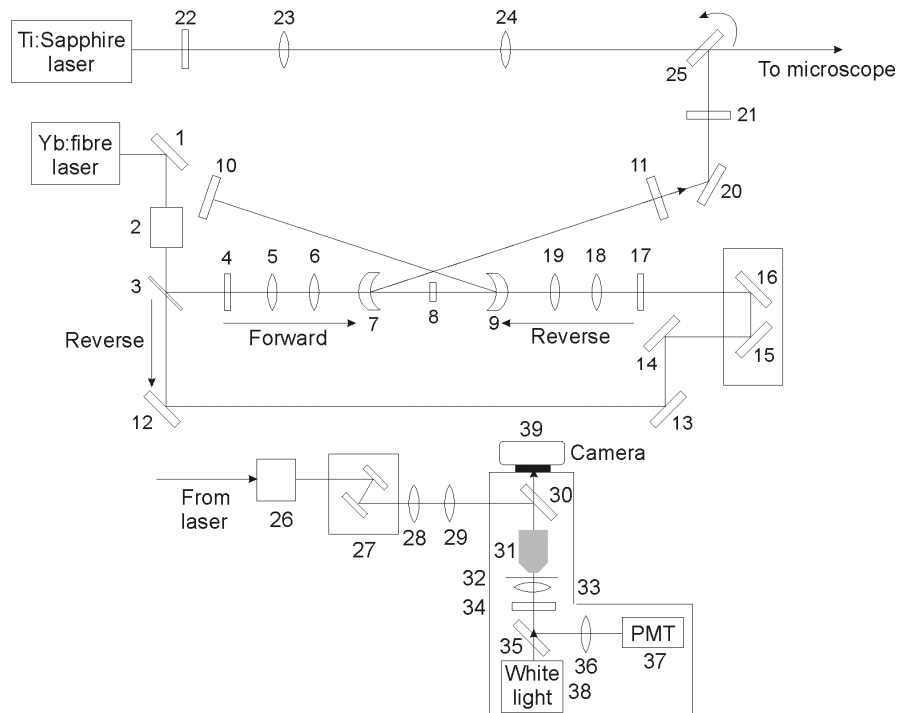 22
23
24
Ti:Sapphire
laser
25
To microscope
21
Yb:fibre
laser
1
10
11
20
2
4
5
6
19
18
17
16
3
7
8
9
Forward
Reverse
Reverse
14
15
12
13
39
Camera
From
laser
26
27
28
29
30
31
32
33
34
35
36
PMT
37
White
light
38